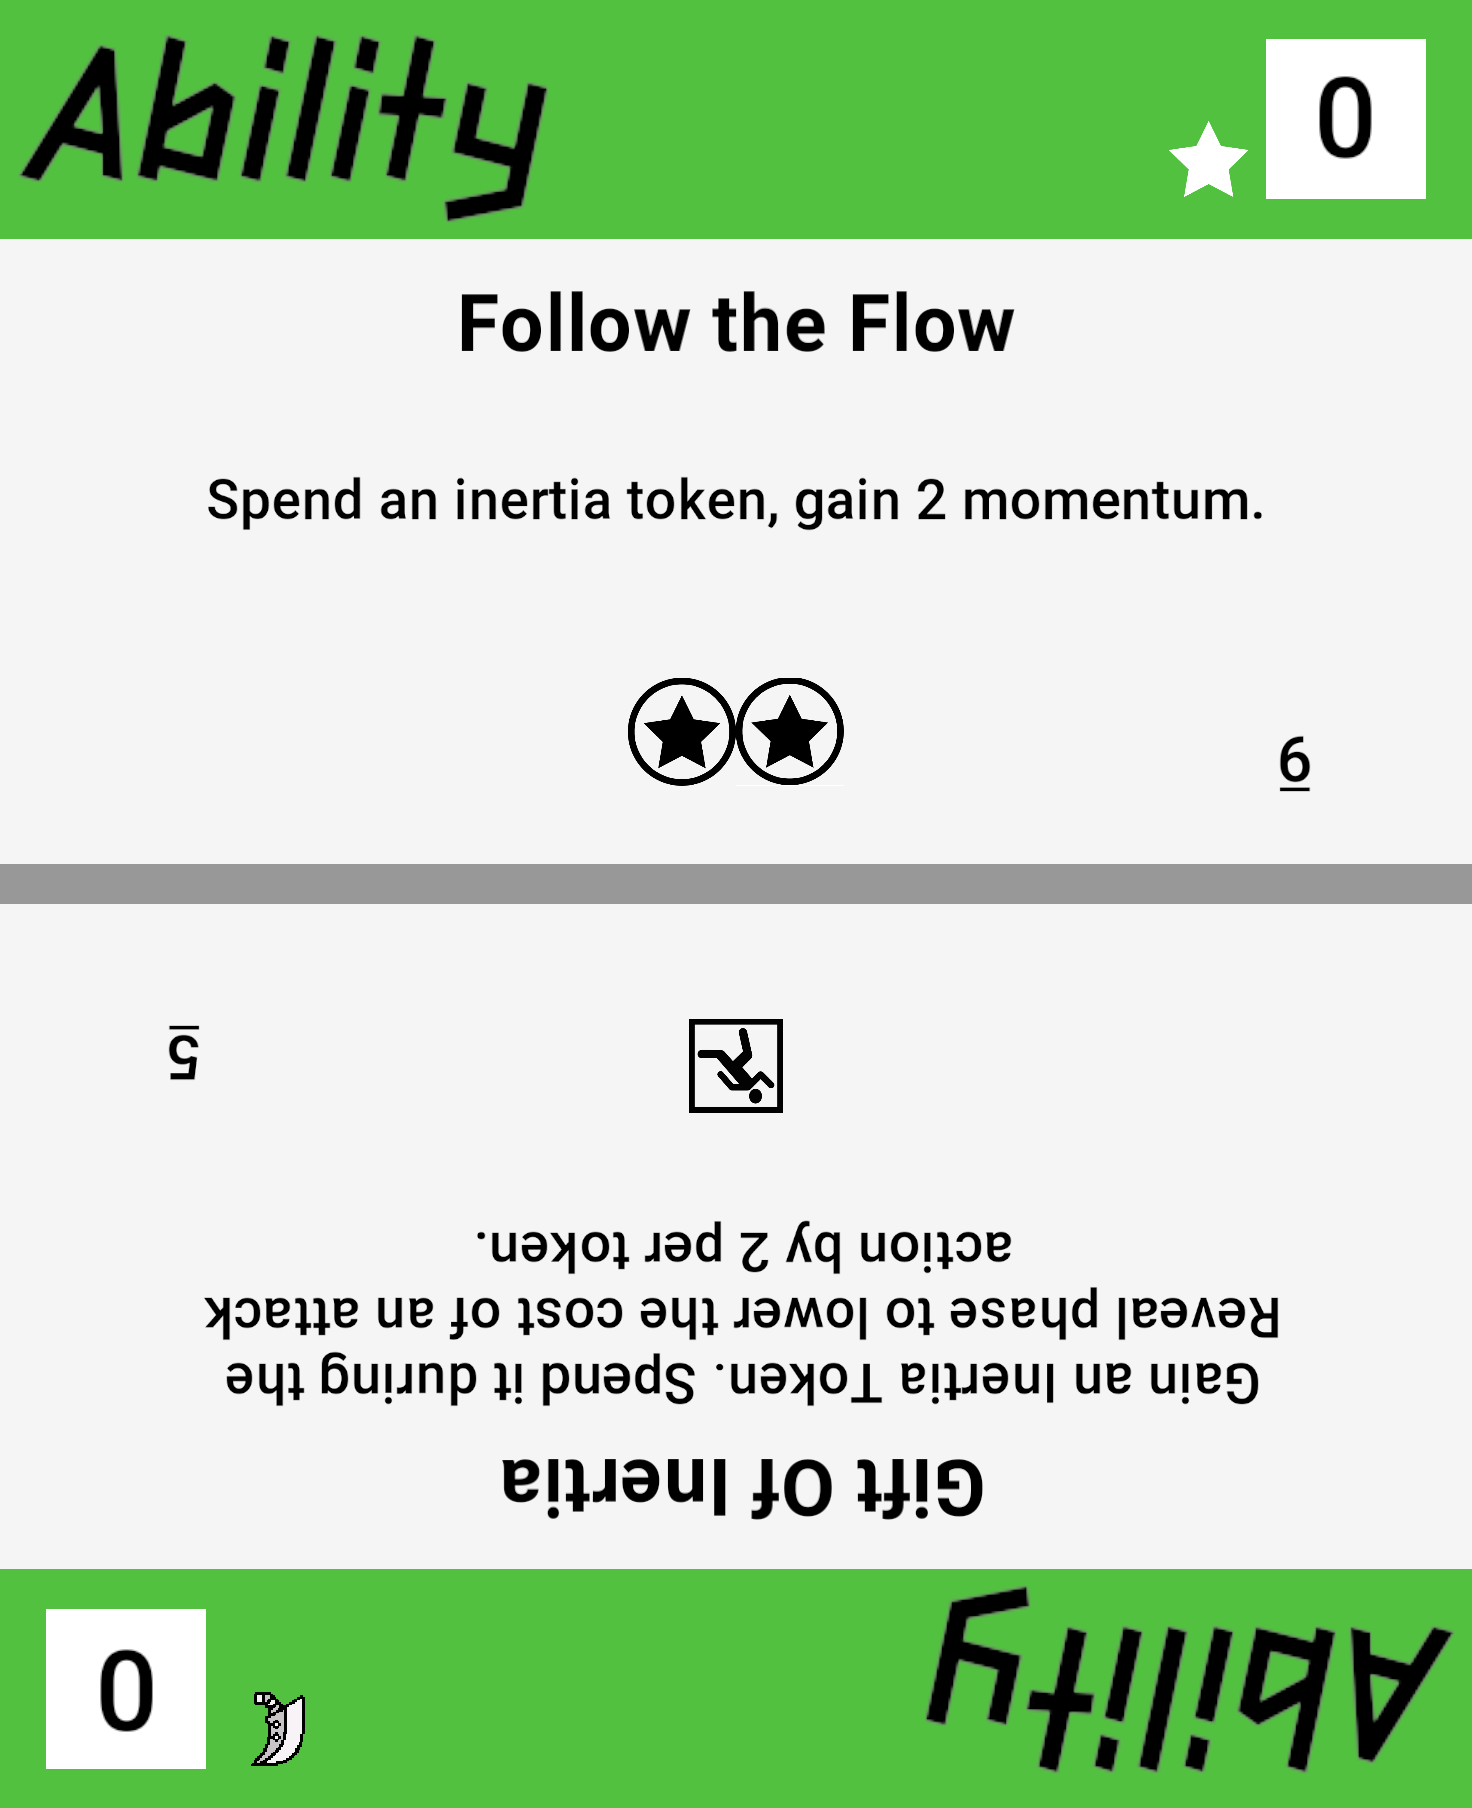 Ability
0
Follow the Flow
Spend an inertia token, gain 2 momentum.
6
Ability
0
Gift Of Inertia
Gain an Inertia Token. Spend it during the
Reveal phase to lower the cost of an attack
action by 2 per token.
5